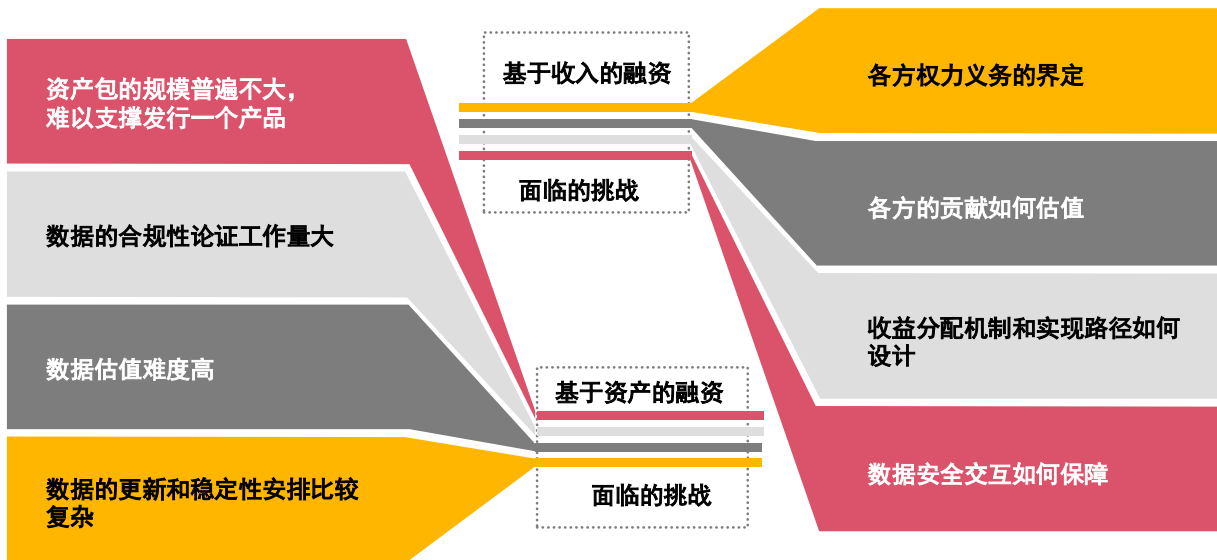 资产包的规模普遍不大，
难以支撑发行一个产品
数据的合规性论证工作量大
数据估值难度高
数据的更新和稳定性安排比较
复杂
基于收入的融资
面临的挑战
基于资产的融资
面临的挑战
各方权力义务的界定
各方的贡献如何估值
收益分配机制和实现路径如何
设计
数据安全交互如何保障